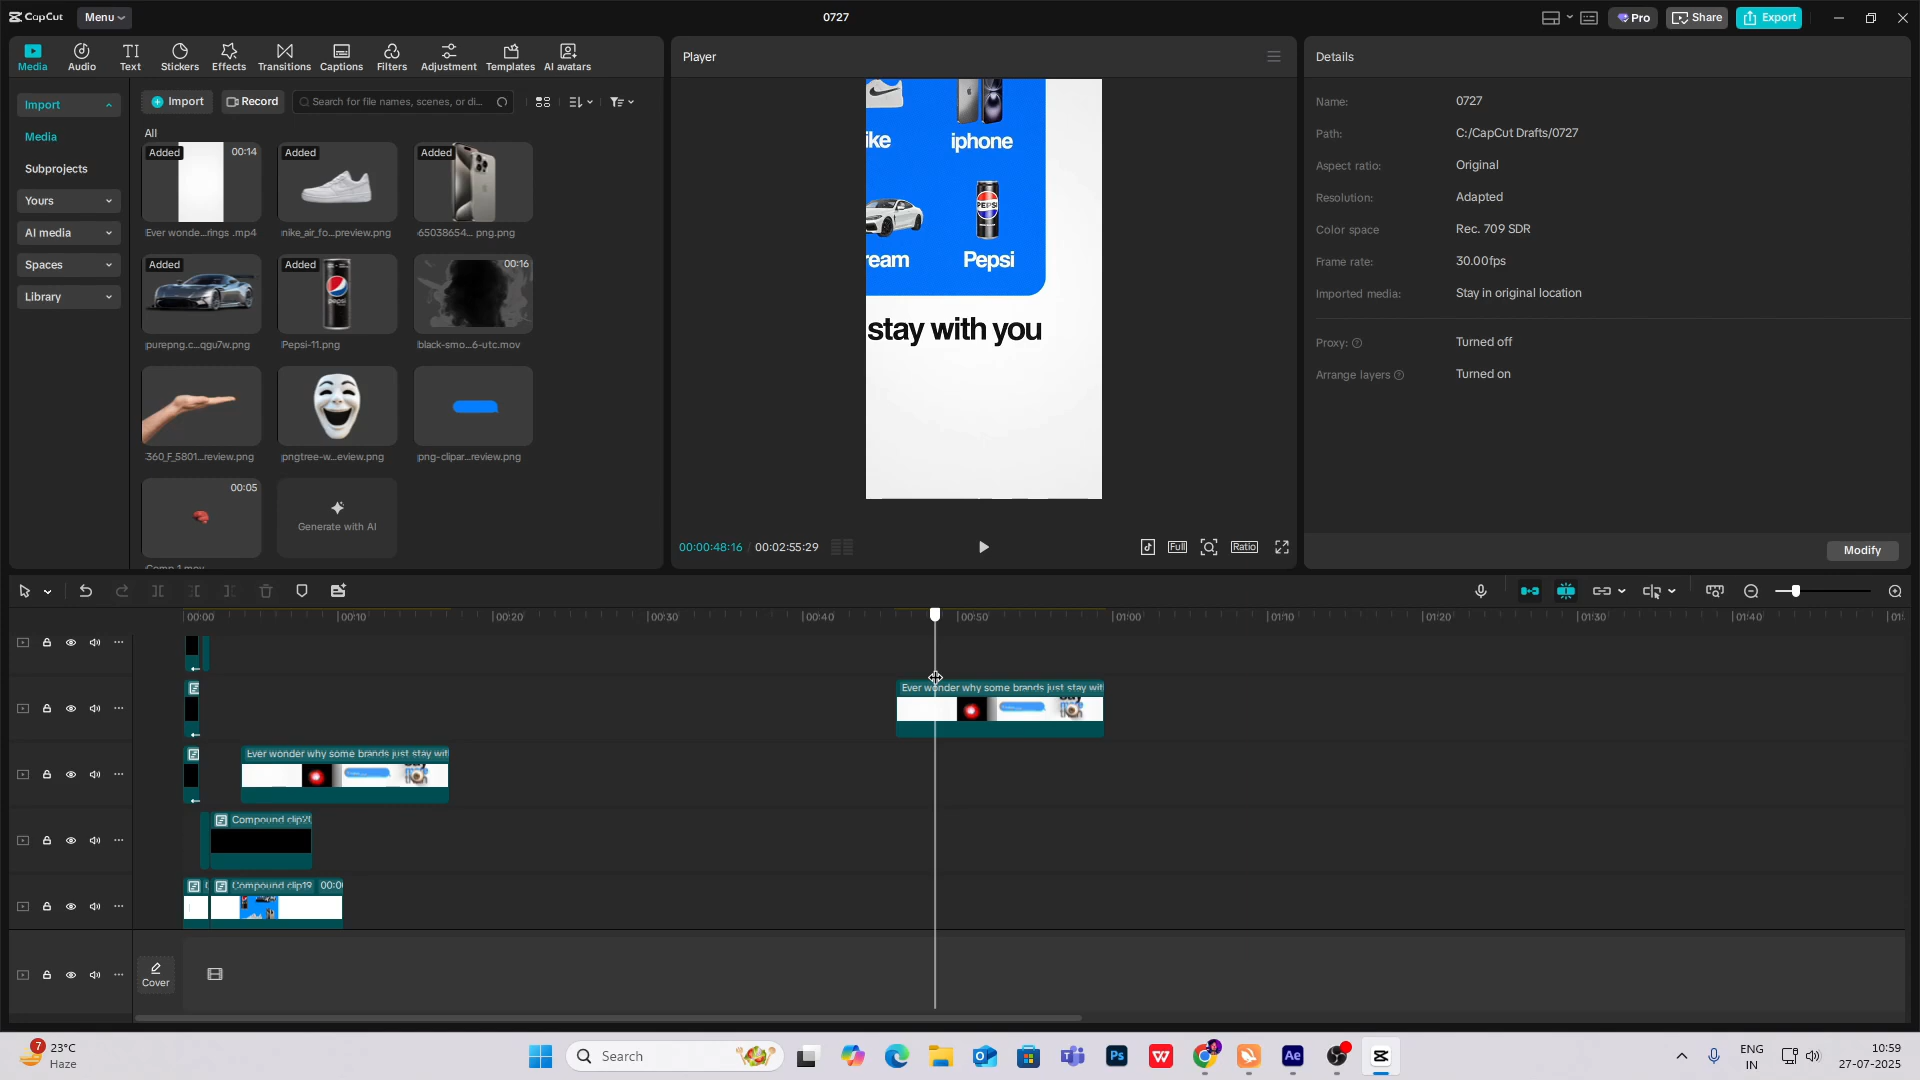 CapCut
Menu
0727
Pro
Share
Export
Media
Audio
Text
Stickers
Effects
Transitions
Captions
Filters
Adjustment
Templates
AI avatars
Player
Details
Import
Media
Subprojects
Yours
AI media
Spaces
Library
Import
Record
Search for file names, scenes, or di...
All
Added
00:14
Added
Added
Ever wonde...rings .mp4
nike_air_fo...preview.png
65038654... png.png
Added
Added
00:16
purepng.c...qgu7w.png
Pepsi-11.png
black-smo...6-utc.mov
360_F_5801...review.png
pngtree-w...eview.png
png-clipar...review.png
00:05
Generate with AI
Comp 1.mov
ike
iphone
PEPSI
ream
Pepsi
stay with you
00:00:48:16 / 00:02:55:29
Full
Ratio
Name: 0727
Path: C:/CapCut Drafts/0727
Aspect ratio: Original
Resolution: Adapted
Color space Rec. 709 SDR
Frame rate: 30.00fps
Imported media: Stay in original location
Proxy: Turned off
Arrange layers Turned on
Modify
00:00
00:10
00:20
00:30
00:40
00:50
01:00
01:10
01:20
01:30
01:40
Ever wonder why some brands just stay wit
Ever wonder why some brands just stay wit
Compound clip2
Compound clip19 00:0
Cover
7
23°C
Haze
Search
ENG
IN
10:59
27-07-2025